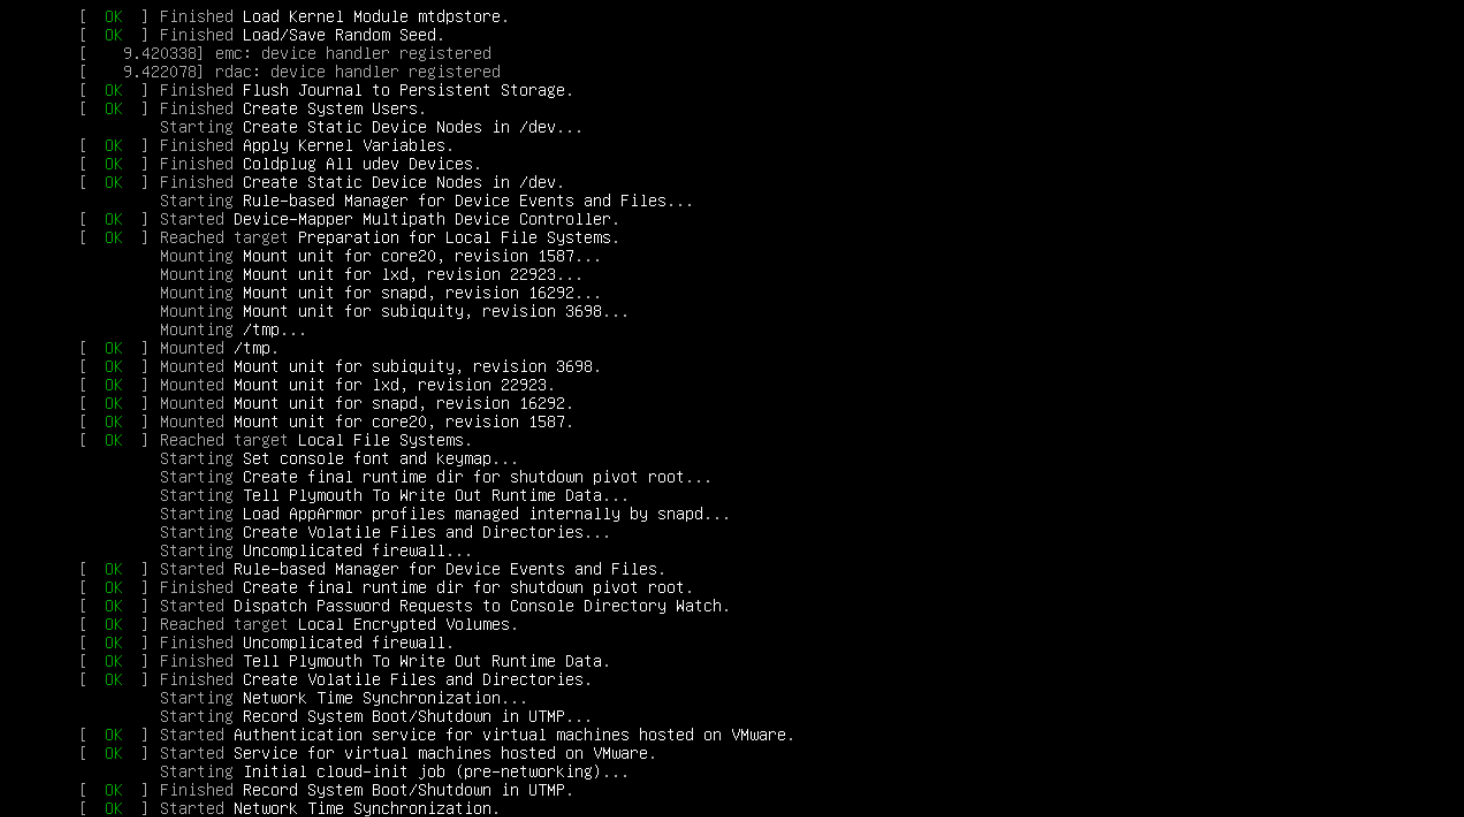 [  OK  ] Finished Load Kernel Module mtdpstore.
[  OK  ] Finished Load/Save Random Seed.
[    9.420338] emc: device handler registered
[    9.422078] rdac: device handler registered
[  OK  ] Finished Flush Journal to Persistent Storage.
[  OK  ] Finished Create System Users.
         Starting Create Static Device Nodes in /dev...
[  OK  ] Finished Apply Kernel Variables.
[  OK  ] Finished Coldplug All udev Devices.
[  OK  ] Finished Create Static Device Nodes in /dev.
         Starting Rule-based Manager for Device Events and Files...
[  OK  ] Started Device-Mapper Multipath Device Controller.
[  OK  ] Reached target Preparation for Local File Systems.
         Mounting Mount unit for core20, revision 1587...
         Mounting Mount unit for lxd, revision 22923...
         Mounting Mount unit for snapd, revision 16292...
         Mounting Mount unit for subiquity, revision 3698...
         Mounting /tmp...
[  OK  ] Mounted /tmp.
[  OK  ] Mounted Mount unit for subiquity, revision 3698.
[  OK  ] Mounted Mount unit for lxd, revision 22923.
[  OK  ] Mounted Mount unit for snapd, revision 16292.
[  OK  ] Mounted Mount unit for core20, revision 1587.
[  OK  ] Reached target Local File Systems.
         Starting Set console font and keymap...
         Starting Create final runtime dir for shutdown pivot root...
         Starting Tell Plymouth To Write Out Runtime Data...
         Starting Load AppArmor profiles managed internally by snapd...
         Starting Create Volatile Files and Directories...
         Starting Uncomplicated firewall...
[  OK  ] Started Rule-based Manager for Device Events and Files.
[  OK  ] Finished Create final runtime dir for shutdown pivot root.
[  OK  ] Started Dispatch Password Requests to Console Directory Watch.
[  OK  ] Reached target Local Encrypted Volumes.
[  OK  ] Finished Uncomplicated firewall.
[  OK  ] Finished Tell Plymouth To Write Out Runtime Data.
[  OK  ] Finished Create Volatile Files and Directories.
         Starting Network Time Synchronization...
         Starting Record System Boot/Shutdown in UTMP...
[  OK  ] Started Authentication service for virtual machines hosted on VMware.
[  OK  ] Started Service for virtual machines hosted on VMware.
         Starting Initial cloud-init job (pre-networking)...
[  OK  ] Finished Record System Boot/Shutdown in UTMP.
[  OK  ] Started Network Time Synchronization.